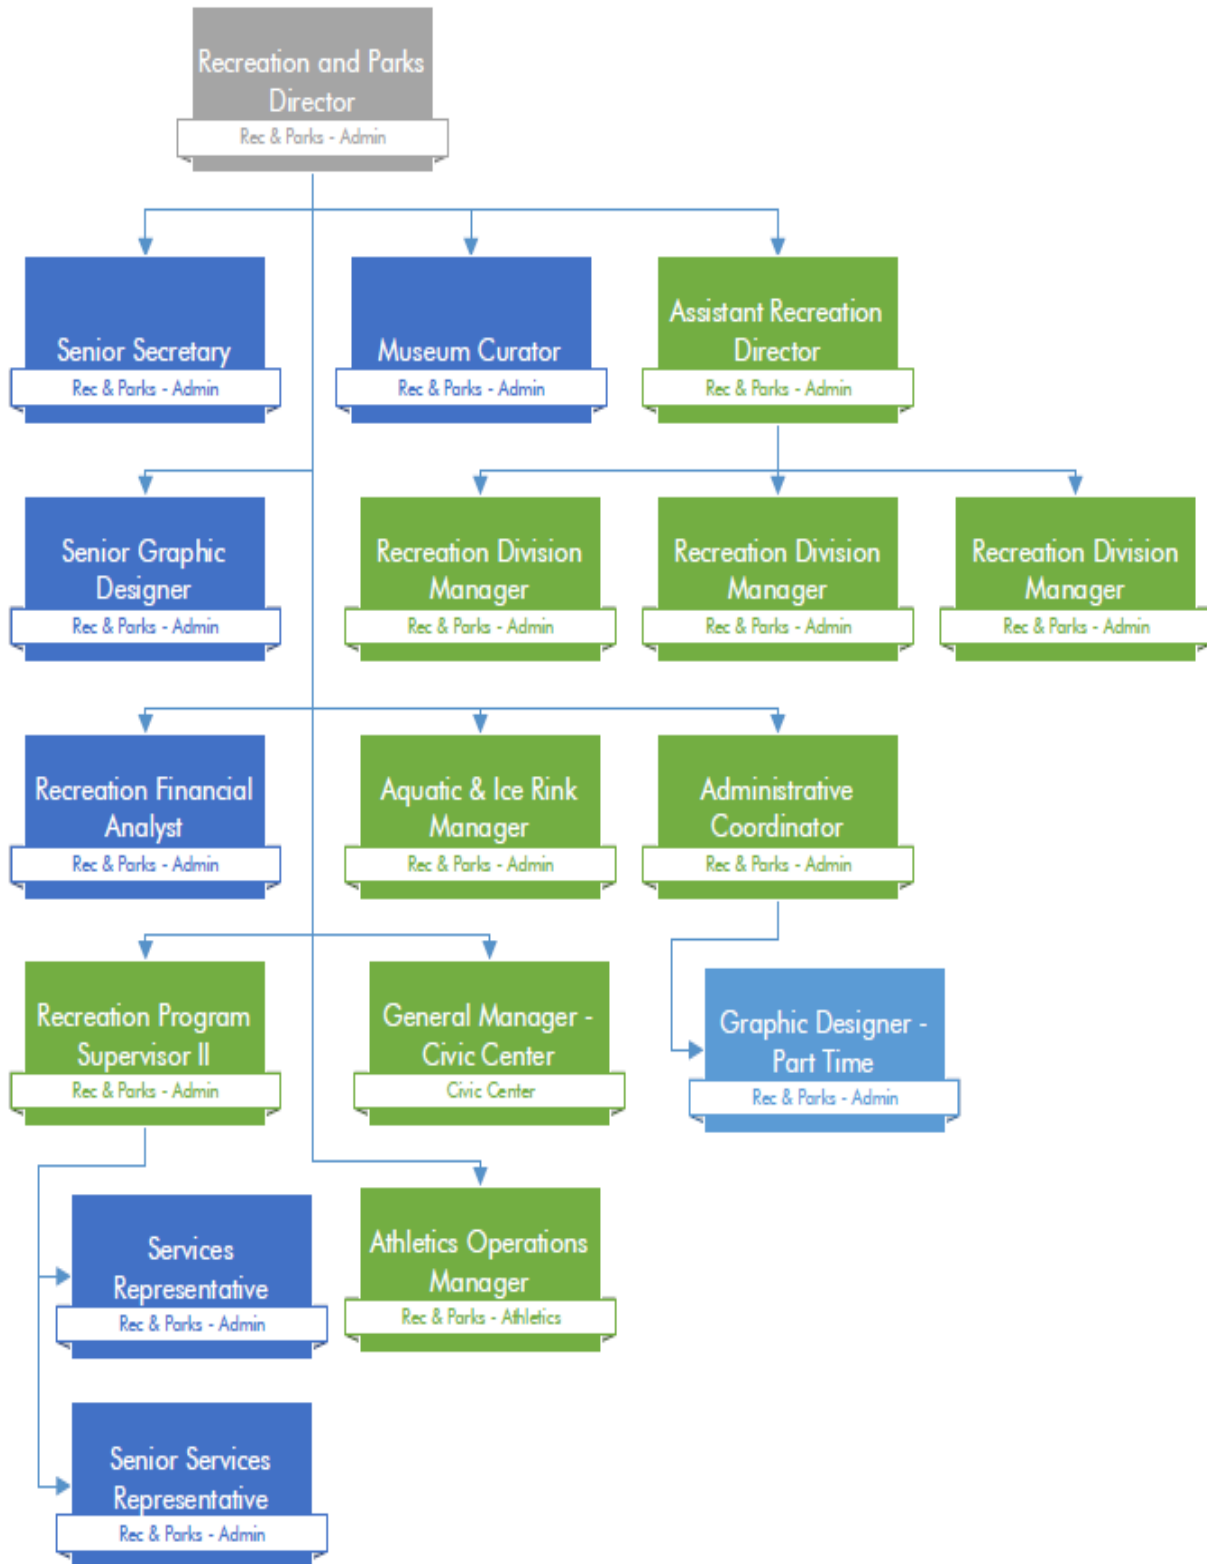 Recreation and Parks
Director
Rec & Parks - Admin
Senior Secretary
Rec & Parks - Admin
Museum Curator
Rec & Parks - Admin
Assistant Recreation
Director
Rec & Parks - Admin
Senior Graphic
Designer
Rec & Parks - Admin
Recreation Division
Manager
Rec & Parks - Admin
Recreation Division
Manager
Rec & Parks - Admin
Recreation Division
Manager
Rec & Parks - Admin
Recreation Financial
Analyst
Rec & Parks - Admin
Aquatic & Ice Rink
Manager
Rec & Parks - Admin
Administrative
Coordinator
Rec & Parks - Admin
Recreation Program
Supervisor II
Rec & Parks - Admin
General Manager -
Civic Center
Civic Center
Graphic Designer -
Part Time
Rec & Parks - Admin
Services
Representative
Rec & Parks - Admin
Athletics Operations
Manager
Rec & Parks - Athletics
Senior Services
Representative
Rec & Parks - Admin